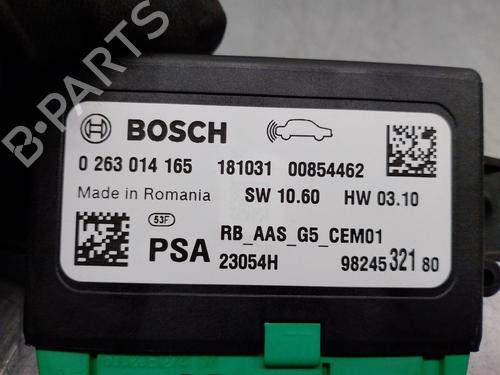 B-PARTS
BOSCH
0 263 014 165 181031 00854462
Made in Romania SW 10.60 HW 03.10
53F
PSA RB_AAS_G5_CEM01
23054H 98245 321 80